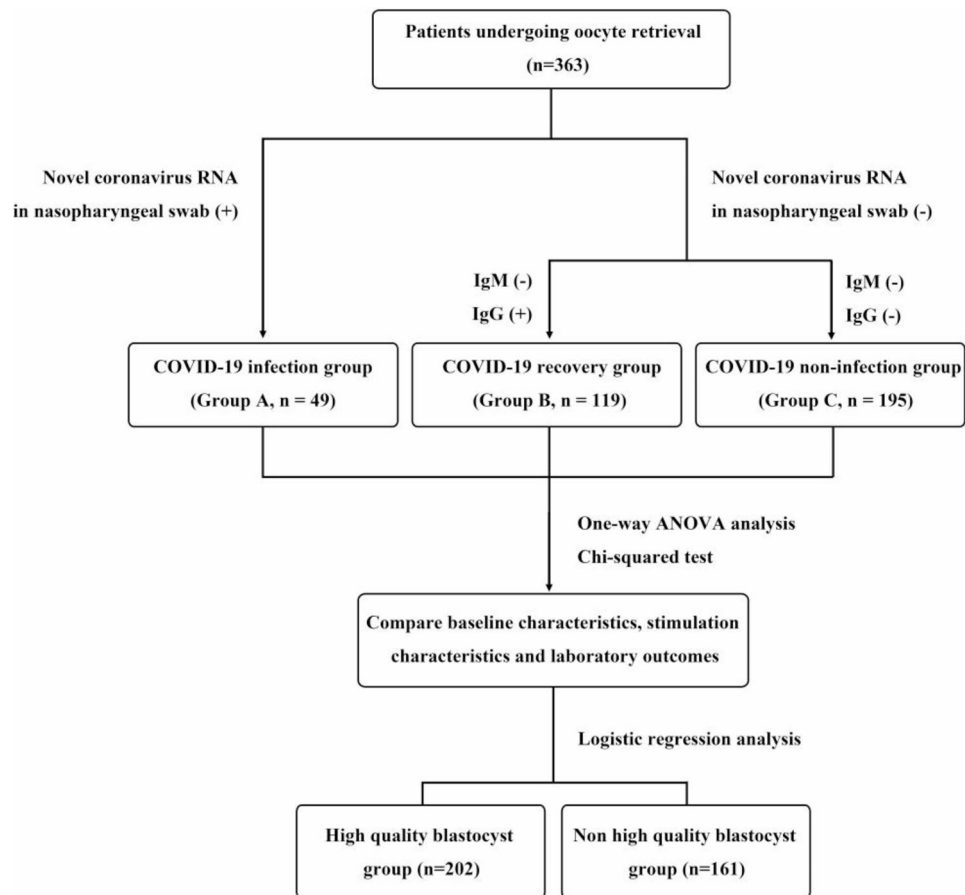 Patients undergoing oocyte retrieval
(n=363)
Novel coronavirus RNA
in nasopharyngeal swab (+)
Novel coronavirus RNA
in nasopharyngeal swab (-)
IgM (-)
IgG (+)
IgM (-)
IgG (-)
COVID-19 infection group
(Group A, n = 49)
COVID-19 recovery group
(Group B, n = 119)
COVID-19 non-infection group
(Group C, n = 195)
One-way ANOVA analysis
Chi-squared test
Compare baseline characteristics, stimulation
characteristics and laboratory outcomes
Logistic regression analysis
High quality blastocyst
group (n=202)
Non high quality blastocyst
group (n=161)